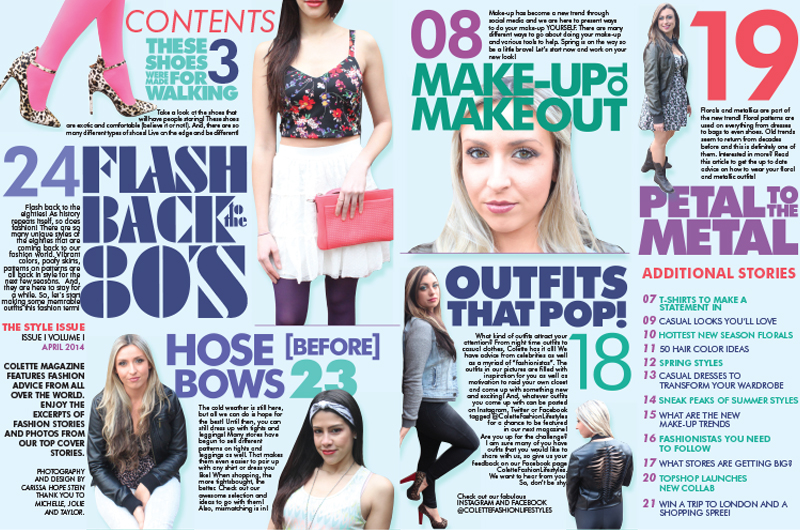 CONTENTS
THESE
SHOES
WERE MADE FOR
WALKING
3
Take a look at the shoes that
will have people staring! These shoes
are exotic and comfortable (believe it or not!). And, there are so
many different types of shoes! Live on the edge and be different!
24
FLASH
BACK to the
80'S
Flash back to the
eighties! As history
repeats itself, so does
fashion! There are so
many unique styles of
the eighties that are
coming back to our
fashion world. Vibrant
colors, poofy skirts,
patterns on patterns are
all back in style for the
next few seasons. And,
they are here to stay for
a while. So, let's start
making some memorable
outfits this fashion term!
THE STYLE ISSUE
ISSUE I VOLUME I
APRIL 2014
COLETTE MAGAZINE
FEATURES FASHION
ADVICE FROM ALL
OVER THE WORLD.
ENJOY THE
EXCERPTS OF
FASHION STORIES
AND PHOTOS FROM
OUR TOP COVER
STORIES.
PHOTOGRAPHY
AND DESIGN BY
CARISSA HOPE STEIN
THANK YOU TO
MICHELLE, JOLIE
AND TAYLOR.
HOSE [BEFORE]
BOWS 23
The cold weather is still here,
but all we can do is hope for
the best! Until then, you can
still dress up with tights and
leggings! Many stores have
begun to sell different
patterns on tights and
leggings as well. That makes
them even easier to pair up
with any shirt or dress you
like! When shopping, the
more tights bought, the
better. Check out our
awesome selection and
ideas to go with them!
Also, mismatching is in!
08
Make-up has become a new trend through
social media and we are here to present ways
to do your make-up YOURSELF. There are many
different ways to go about doing your make-up
and various tools to help. Spring is on the way so
be a little brave! Let's start now and work on your
new look!
MAKE-UP TO
MAKEOUT
19
Florals and metallics are part of
the new trend! Floral patterns are
used on everything from dresses
to bags to even shoes. Old trends
seem to return from decades
before and this is definitely one of
them. Interested in more? Read
this article to get the up to date
advice on how to wear your floral
and metallic outfits!
PETAL TO THE
METAL
OUTFITS
THAT POP!
18
What kind of outfits attract your
attention? From night time outfits to
casual clothes, Colette has it all! We
have advice from celebrities as well
as a myriad of "fashionistas". The
outfits in our pictures are filled with
inspiration for you as well as
motivation to raid your own closet
and come up with something new
and exciting! And, whatever outfits
you come up with can be posted
on Instagram, Twitter or Facebook
tagged @ColetteFashionLifestyles
for a chance to be featured
in our next magazine!
Are you up for the challenge?
I am sure many of you have
outfits that you would like to
share with us, so give us your
feedback on our Facebook page
ColetteFashionLifestyles.
We want to hear from you!
So, don't be shy
Check out our fabulous
INSTAGRAM AND FACEBOOK
@COLETTEFASHIONLIFESTYLES
ADDITIONAL STORIES
07 T-SHIRTS TO MAKE A
STATEMENT IN
09 CASUAL LOOKS YOU'LL LOVE
10 HOTTEST NEW SEASON FLORALS
11 50 HAIR COLOR IDEAS
12 SPRING STYLES
13 CASUAL DRESSES TO
TRANSFORM YOUR WARDROBE
14 SNEAK PEAKS OF SUMMER STYLES
15 WHAT ARE THE NEW
MAKE-UP TRENDS
16 FASHIONISTAS YOU NEED
TO FOLLOW
17 WHAT STORES ARE GETTING BIG?
20 TOPSHOP LAUNCHES
NEW COLLAB
21 WIN A TRIP TO LONDON AND A
SHOPPING SPREE!